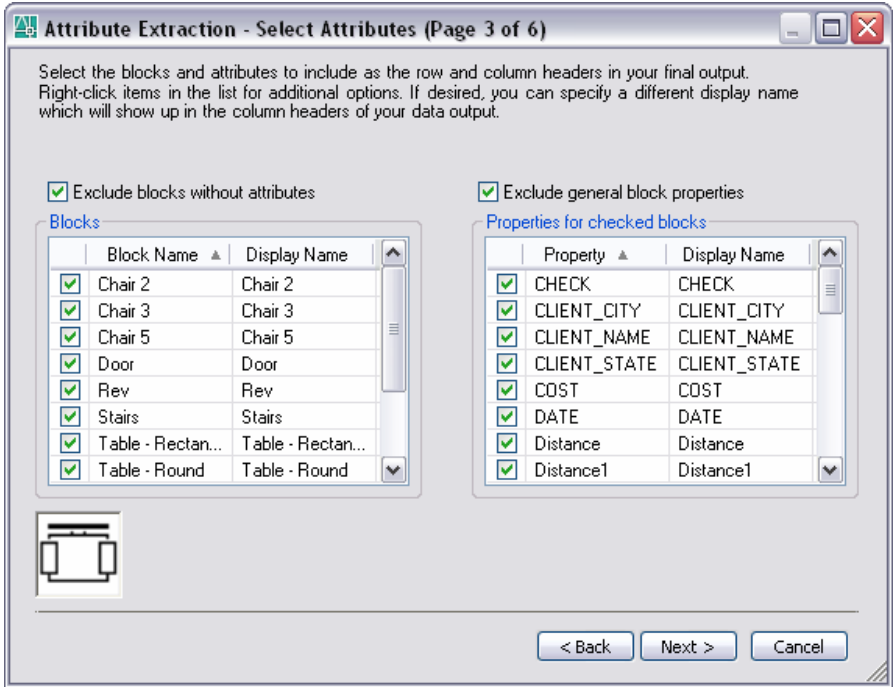 Attribute Extraction - Select Attributes (Page 3 of 6)
Select the blocks and attributes to include as the row and column headers in your final output.
Right-click items in the list for additional options. If desired, you can specify a different display name
which will show up in the column headers of your data output.
Exclude blocks without attributes
Blocks
Block Name Display Name
Chair 2 Chair 2
Chair 3 Chair 3
Chair 5 Chair 5
Door Door
Rev Rev
Stairs Stairs
Table - Rectan... Table - Rectan...
Table - Round Table - Round
Exclude general block properties
Properties for checked blocks
Property Display Name
CHECK CHECK
CLIENT_CITY CLIENT_CITY
CLIENT_NAME CLIENT_NAME
CLIENT_STATE CLIENT_STATE
COST COST
DATE DATE
Distance Distance
Distance1 Distance1
< Back Next > Cancel